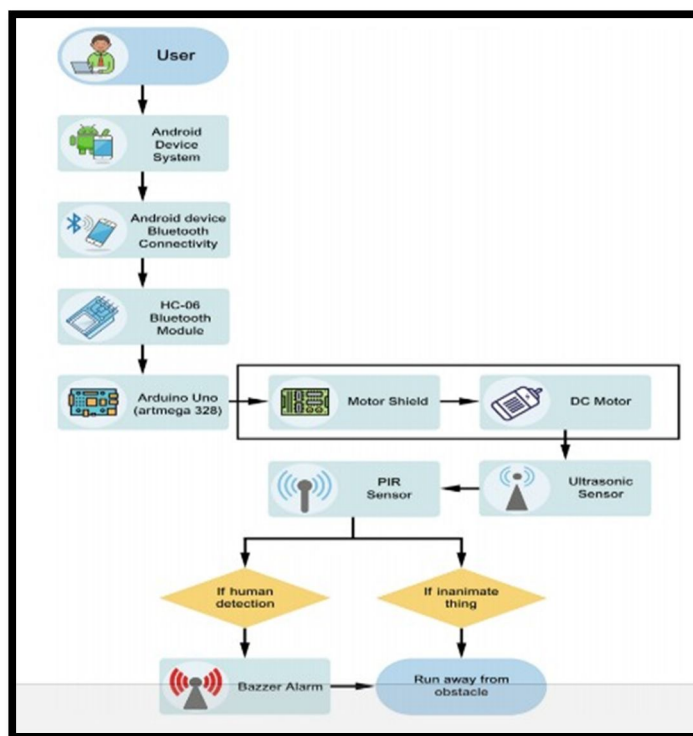 User
Android
Device
System
Android device
Bluetooth
Connectivity
HC-06
Bluetooth
Module
Arduino Uno
(artmega 328)
Motor Shield
DC Motor
PIR
Sensor
Ultrasonic
Sensor
If human
detection
If inanimate
thing
Bazzer Alarm
Run away from
obstacle